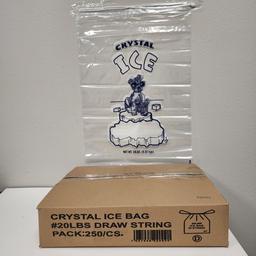 CRYSTAL
ICE
CRYSTAL ICE BAG
#20LBS DRAW STRING
PACK:250/CS